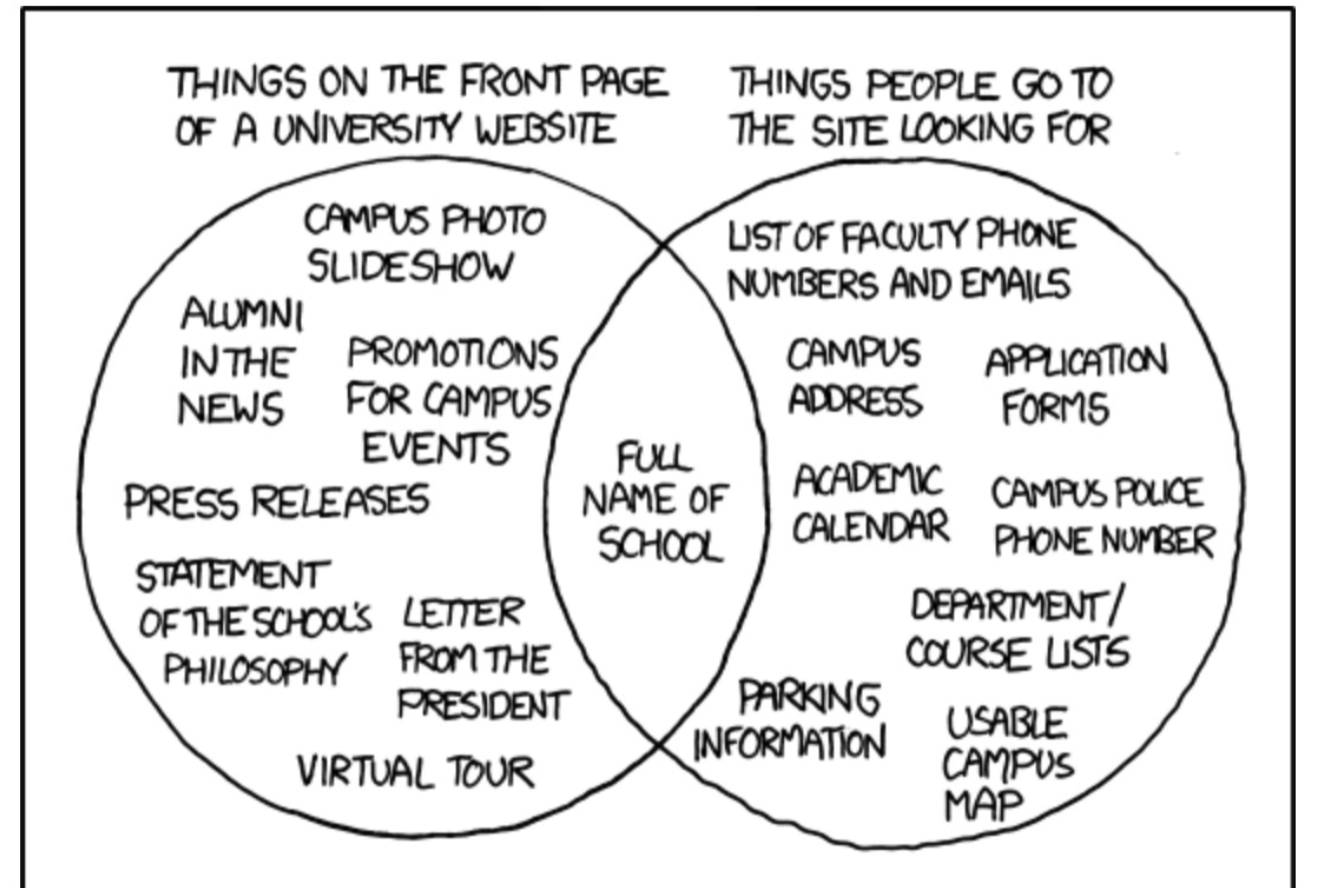 THINGS ON THE FRONT PAGE
OF A UNIVERSITY WEBSITE
THINGS PEOPLE GO TO
THE SITE LOOKING FOR
CAMPUS PHOTO
SLIDESHOW
ALUMNI
IN THE
NEWS
PROMOTIONS
FOR CAMPUS
EVENTS
PRESS RELEASES
STATEMENT
OF THE SCHOOL'S
PHILOSOPHY
LETTER
FROM THE
PRESIDENT
VIRTUAL TOUR
FULL
NAME OF
SCHOOL
LIST OF FACULTY PHONE
NUMBERS AND EMAILS
CAMPUS
ADDRESS
APPLICATION
FORMS
ACADEMIC
CALENDAR
CAMPUS POLICE
PHONE NUMBER
DEPARTMENT/
COURSE LISTS
PARKING
INFORMATION
USABLE
CAMPUS
MAP